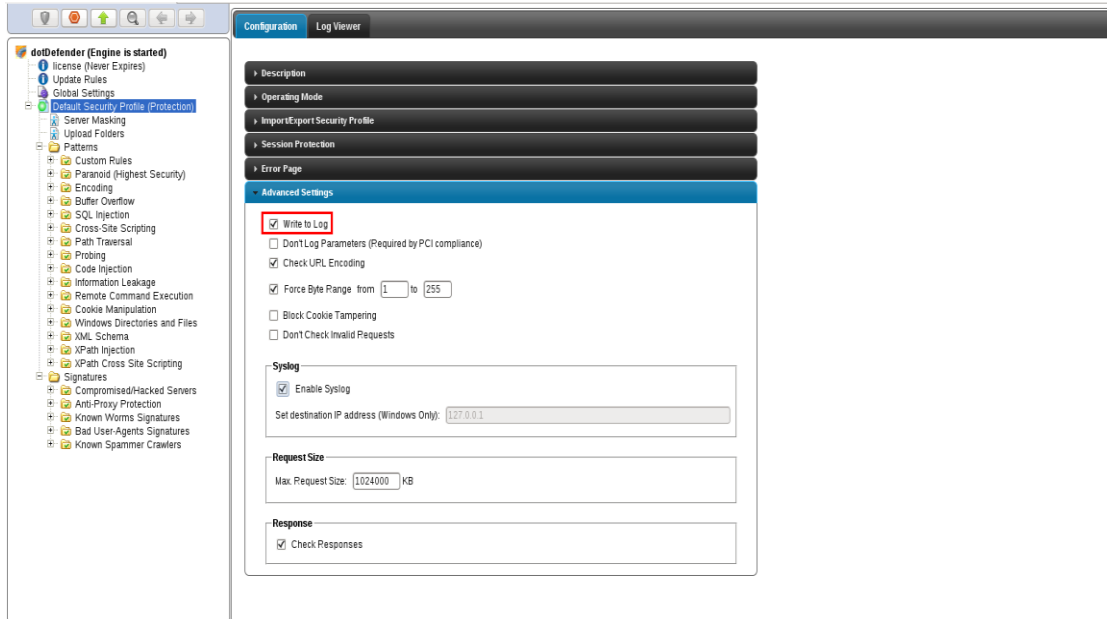 Configuration
Log Viewer
dotDefender (Engine is started)
license (Never Expires)
Update Rules
Global Settings
Default Security Profile (Protection)
Server Masking
Upload Folders
Patterns
Custom Rules
Paranoid (Highest Security)
Encoding
Buffer Overflow
SQL Injection
Cross-Site Scripting
Path Traversal
Probing
Code Injection
Information Leakage
Remote Command Execution
Cookie Manipulation
Windows Directories and Files
XML Schema
XPath Injection
XPath Cross Site Scripting
Signatures
Compromised/Hacked Servers
Anti-Proxy Protection
Known Worms Signatures
Bad User-Agents Signatures
Known Spammer Crawlers
Description
Operating Mode
Import/Export Security Profile
Session Protection
Error Page
Advanced Settings
Write to Log
Don't Log Parameters (Required by PCI compliance)
Check URL Encoding
Force Byte Range from 1 to 255
Block Cookie Tampering
Don't Check Invalid Requests
Syslog
Enable Syslog
Set destination IP address (Windows Only): 127.0.0.1
Request Size
Max. Request Size: 1024000 KB
Response
Check Responses